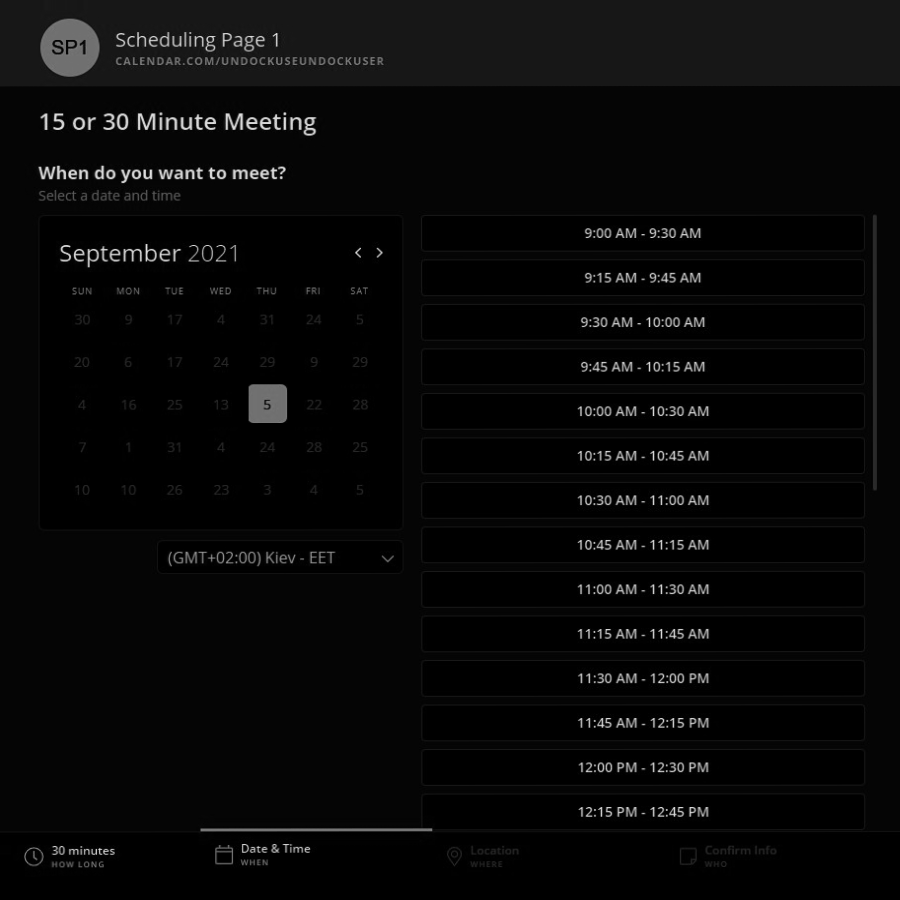 SP1
Scheduling Page 1
CALENDAR.COM/UNDOCKUSEUNDOCKUSER
15 or 30 Minute Meeting
When do you want to meet?
Select a date and time
September 2021
SUN MON TUE WED THU FRI SAT
30 9 17 4 31 24 5
20 6 17 24 29 9 29
4 16 25 13 5 22 28
7 1 31 4 24 28 25
10 10 26 23 3 4 5
(GMT+02:00) Kiev - EET
9:00 AM - 9:30 AM
9:15 AM - 9:45 AM
9:30 AM - 10:00 AM
9:45 AM - 10:15 AM
10:00 AM - 10:30 AM
10:15 AM - 10:45 AM
10:30 AM - 11:00 AM
10:45 AM - 11:15 AM
11:00 AM - 11:30 AM
11:15 AM - 11:45 AM
11:30 AM - 12:00 PM
11:45 AM - 12:15 PM
12:00 PM - 12:30 PM
12:15 PM - 12:45 PM
30 minutes
HOW LONG
Date & Time
WHEN
Location
WHERE
Confirm Info
WHO